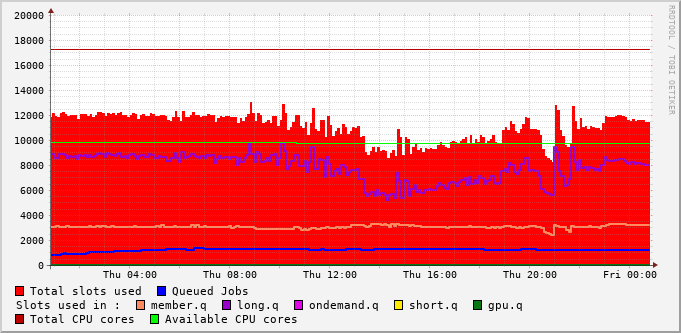 20000
18000
16000
14000
12000
10000
8000
6000
4000
2000
0
Thu 04:00 Thu 08:00 Thu 12:00 Thu 16:00 Thu 20:00 Fri 00:00
RRDTOOL / TOBI OETIKER
Total slots used Queued Jobs
Slots used in : member.q long.q ondemand.q short.q gpu.q
Total CPU cores Available CPU cores